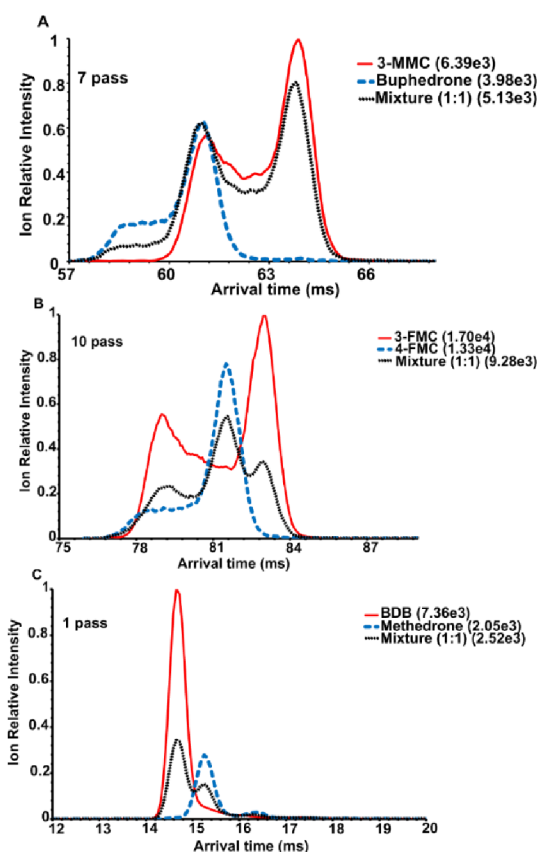 A
Ion Relative Intensity
1
0.8
0.6
0.4
0.2
0
7 pass
3-MMC (6.39e3)
Buphedrone (3.98e3)
Mixture (1:1) (5.13e3)
57 60 63 66
Arrival time (ms)
B
Ion Relative Intensity
1
0.8
0.6
0.4
0.2
0
10 pass
3-FMC (1.70e4)
4-FMC (1.33e4)
Mixture (1:1) (9.28e3)
75 78 81 84 87
Arrival time (ms)
C
Ion Relative Intensity
1
0.8
0.6
0.4
0.2
0
1 pass
BDB (7.36e3)
Methedrone (2.05e3)
Mixture (1:1) (2.52e3)
12 13 14 15 16 17 18 19 20
Arrival time (ms)